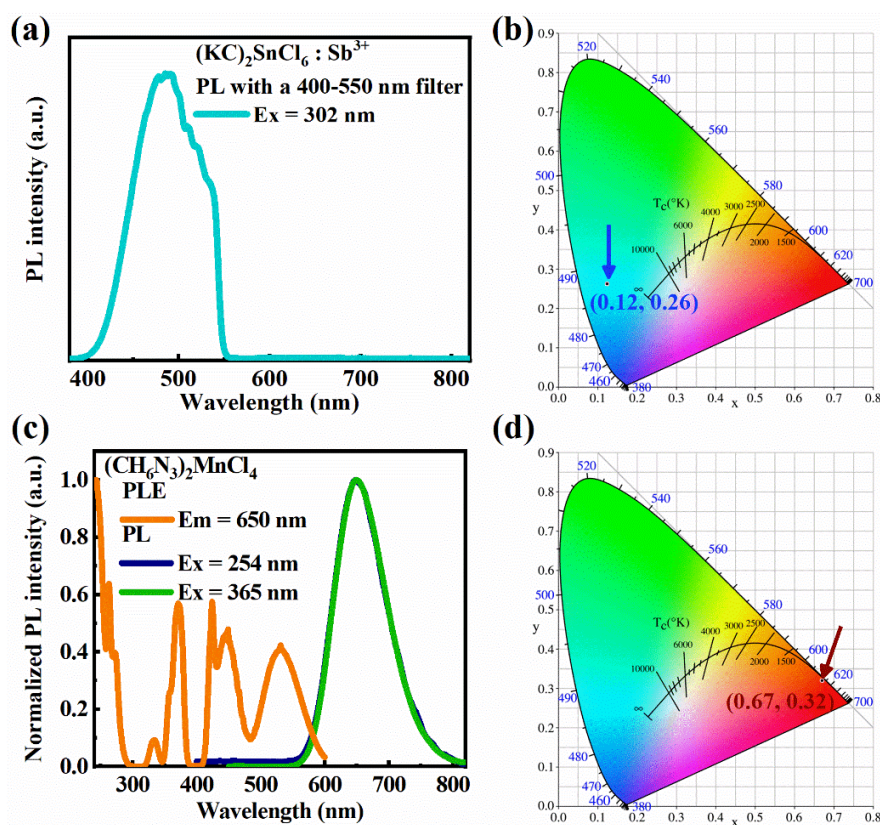 (a)
(KC)₂SnCl₆ : Sb³⁺
PL with a 400-550 nm filter
Ex = 302 nm
PL intensity (a.u.)
400 500 600 700 800
Wavelength (nm)
(b)
0.9
0.8
0.7
0.6
0.5
y
0.4
0.3
0.2
0.1
0.0
0.0 0.1 0.2 0.3 0.4 0.5 0.6 0.7 0.8
x
520
540
560
500
580
T_C(°K)
4000 3000 2500
6000
600
2000 1500
620
10000
490
∞
700
(0.12, 0.26)
480
470
460 380
(c)
(CH₆N₃)₂MnCl₄
PLE
Em = 650 nm
PL
Ex = 254 nm
Ex = 365 nm
Normalized PL intensity (a.u.)
1.0
0.8
0.6
0.4
0.2
0.0
300 400 500 600 700 800
Wavelength (nm)
(d)
0.9
0.8
0.7
0.6
0.5
y
0.4
0.3
0.2
0.1
0.0
0.0 0.1 0.2 0.3 0.4 0.5 0.6 0.7 0.8
x
520
540
560
500
580
T_C(°K)
4000 3000 2500
6000
600
2000 1500
620
10000
490
∞
700
(0.67, 0.32)
480
470
460 380